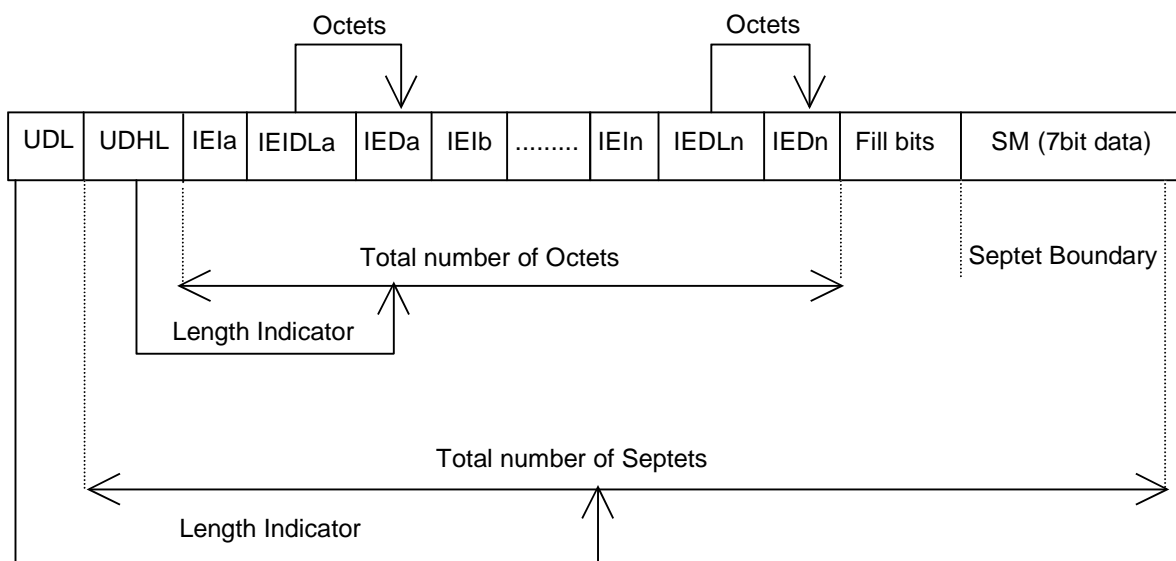 Octets Octets
UDL UDHL IEIa IEIDLa IEDa IEIb ......... IEIn IEDLn IEDn Fill bits SM (7bit data)
Total number of Octets Septet Boundary
Length Indicator
Total number of Septets
Length Indicator